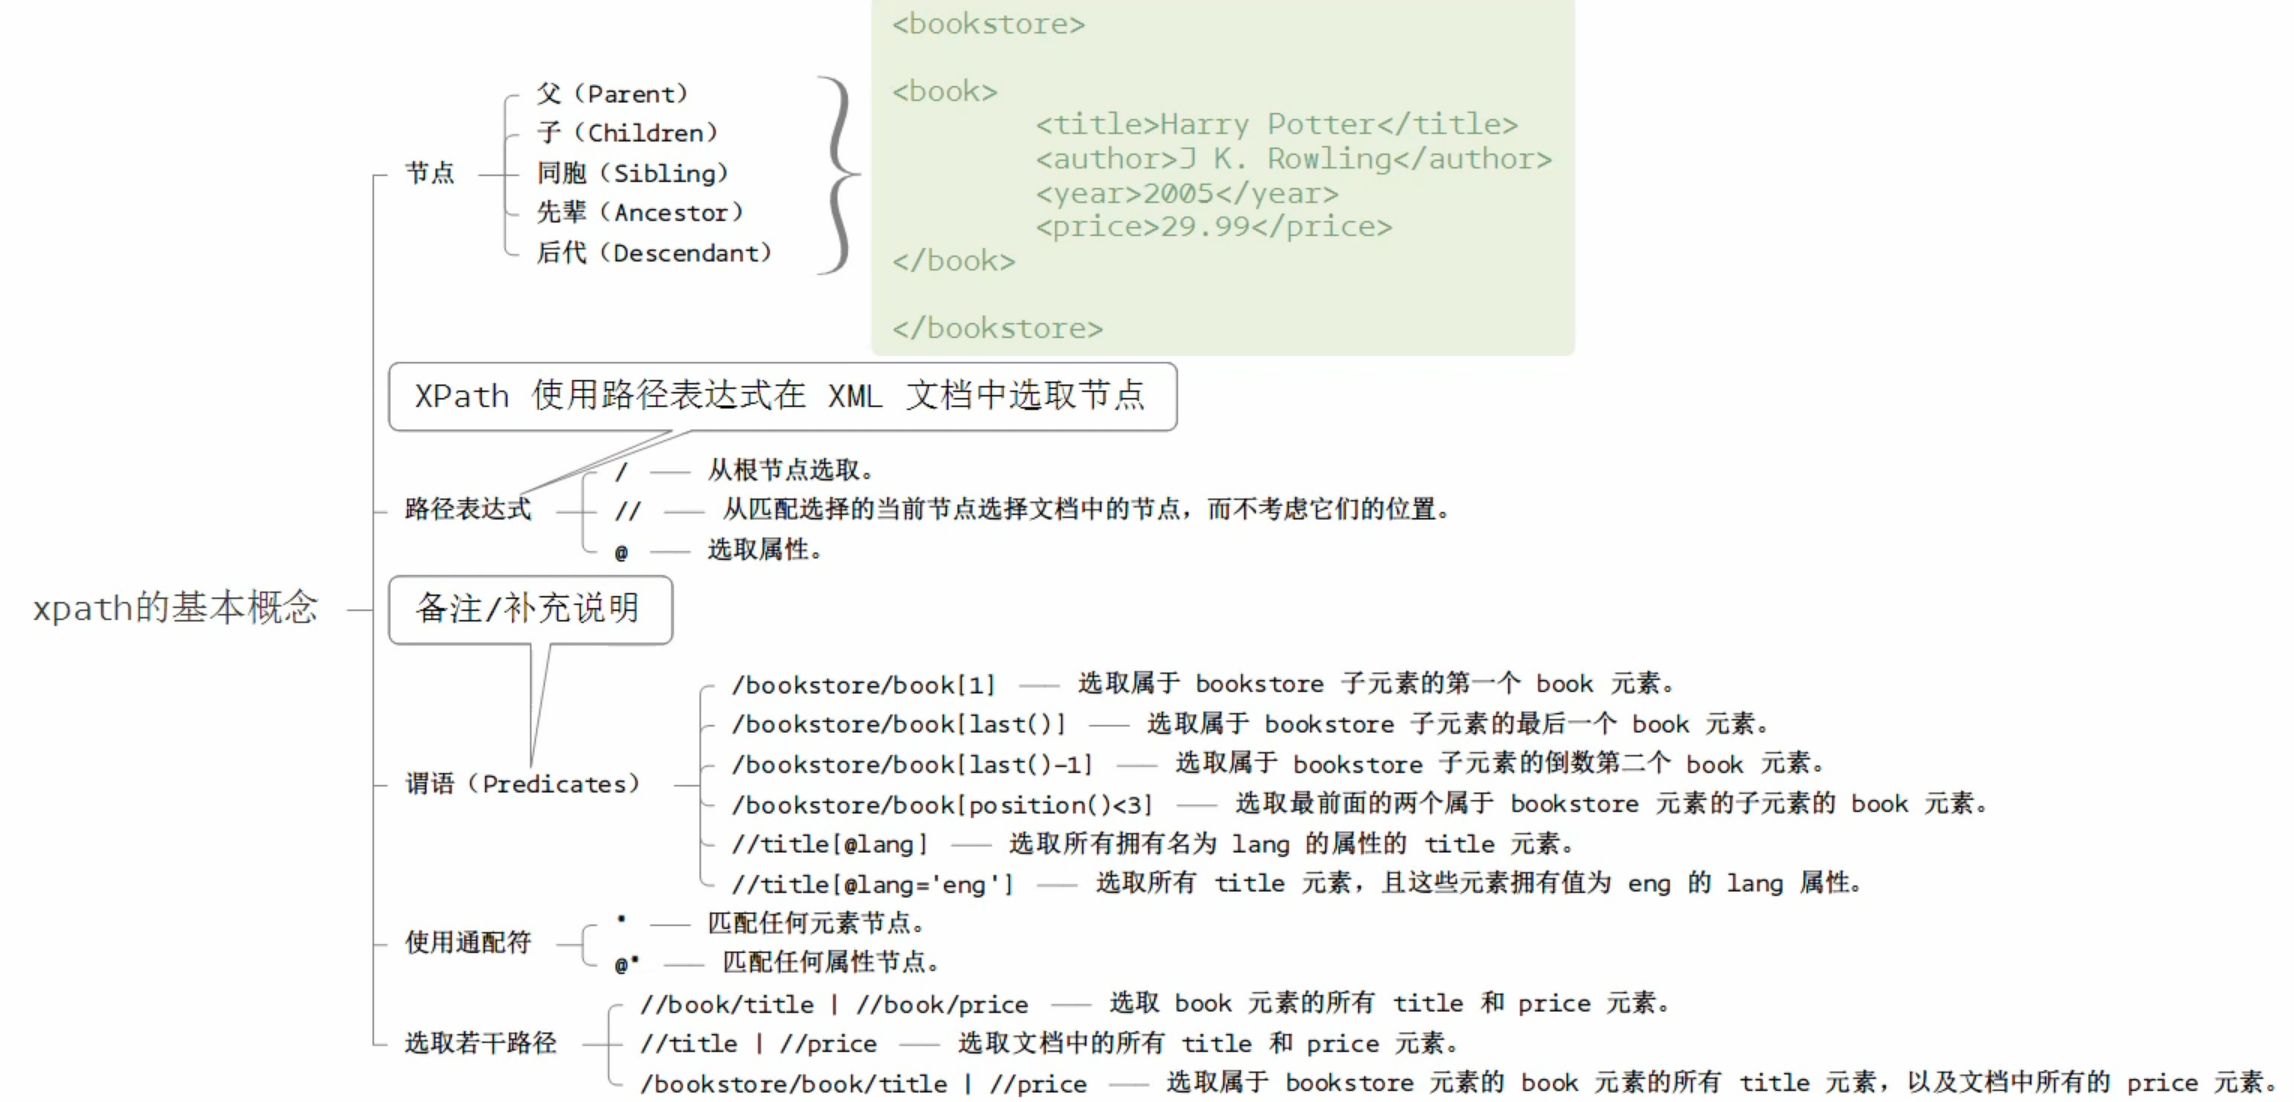 xpath的基本概念
节点
父（Parent）
子（Children）
同胞（Sibling）
先辈（Ancestor）
后代（Descendant）
<bookstore>
<book>
<title>Harry Potter</title>
<author>J K. Rowling</author>
<year>2005</year>
<price>29.99</price>
</book>
</bookstore>
XPath 使用路径表达式在 XML 文档中选取节点
路径表达式
/ 从根节点选取。
// 从匹配选择的当前节点选择文档中的节点，而不考虑它们的位置。
@ 选取属性。
备注/补充说明
谓语（Predicates）
/bookstore/book[1] 选取属于 bookstore 子元素的第一个 book 元素。
/bookstore/book[last()] 选取属于 bookstore 子元素的最后一个 book 元素。
/bookstore/book[last()-1] 选取属于 bookstore 子元素的倒数第二个 book 元素。
/bookstore/book[position()<3] 选取最前面的两个属于 bookstore 元素的子元素的 book 元素。
//title[@lang] 选取所有拥有名为 lang 的属性的 title 元素。
//title[@lang='eng'] 选取所有 title 元素，且这些元素拥有值为 eng 的 lang 属性。
使用通配符
* 匹配任何元素节点。
@* 匹配任何属性节点。
选取若干路径
//book/title | //book/price 选取 book 元素的所有 title 和 price 元素。
//title | //price 选取文档中的所有 title 和 price 元素。
/bookstore/book/title | //price 选取属于 bookstore 元素的 book 元素的所有 title 元素，以及文档中所有的 price 元素。